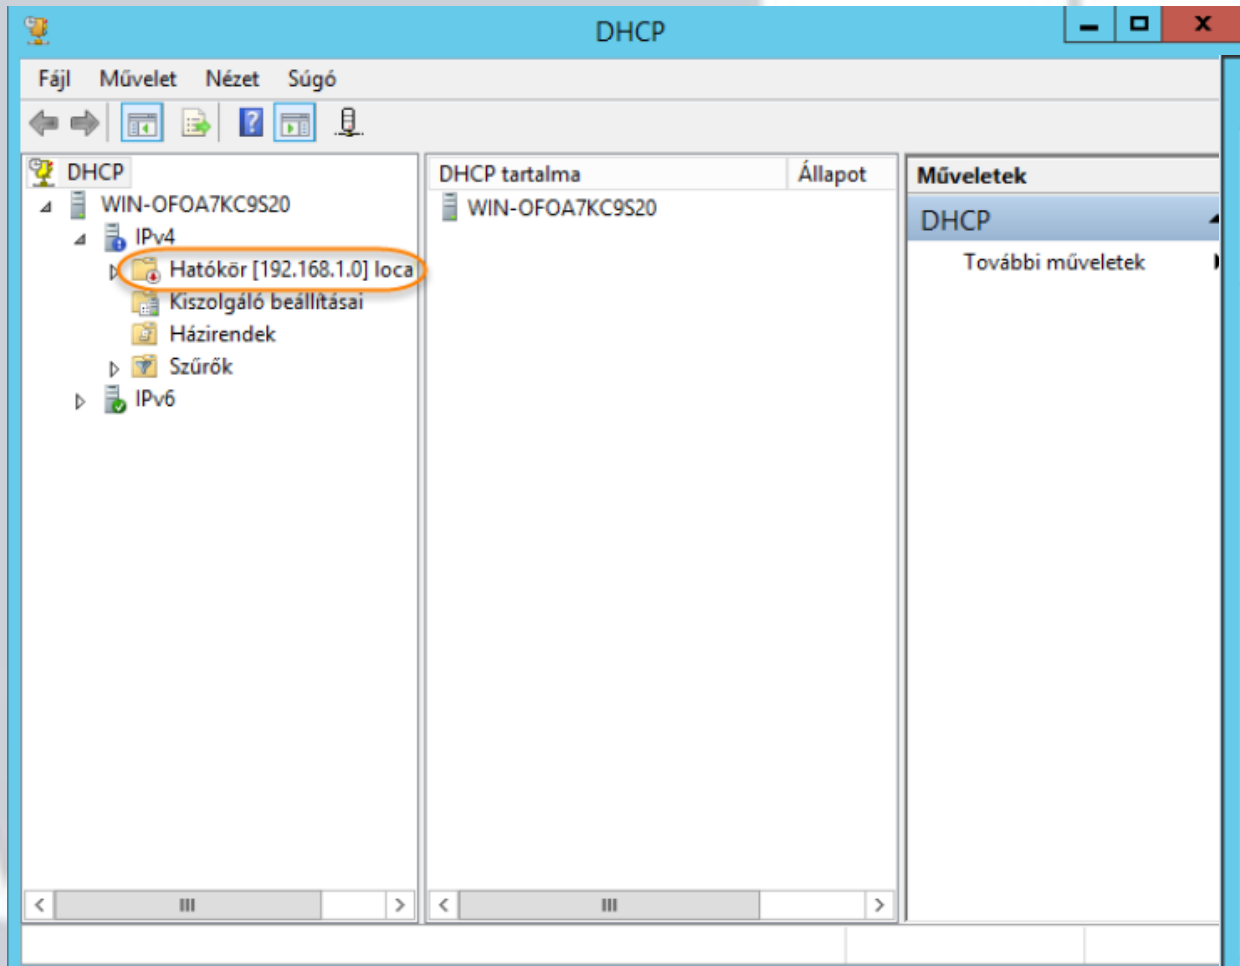 DHCP
Fájl Művelet Nézet Súgó
DHCP
WIN-OFOA7KC9S20
IPv4
Hatókör [192.168.1.0] loca
Kiszolgáló beállításai
Házirendek
Szűrők
IPv6
DHCP tartalma Állapot
WIN-OFOA7KC9S20
Műveletek
DHCP
További műveletek